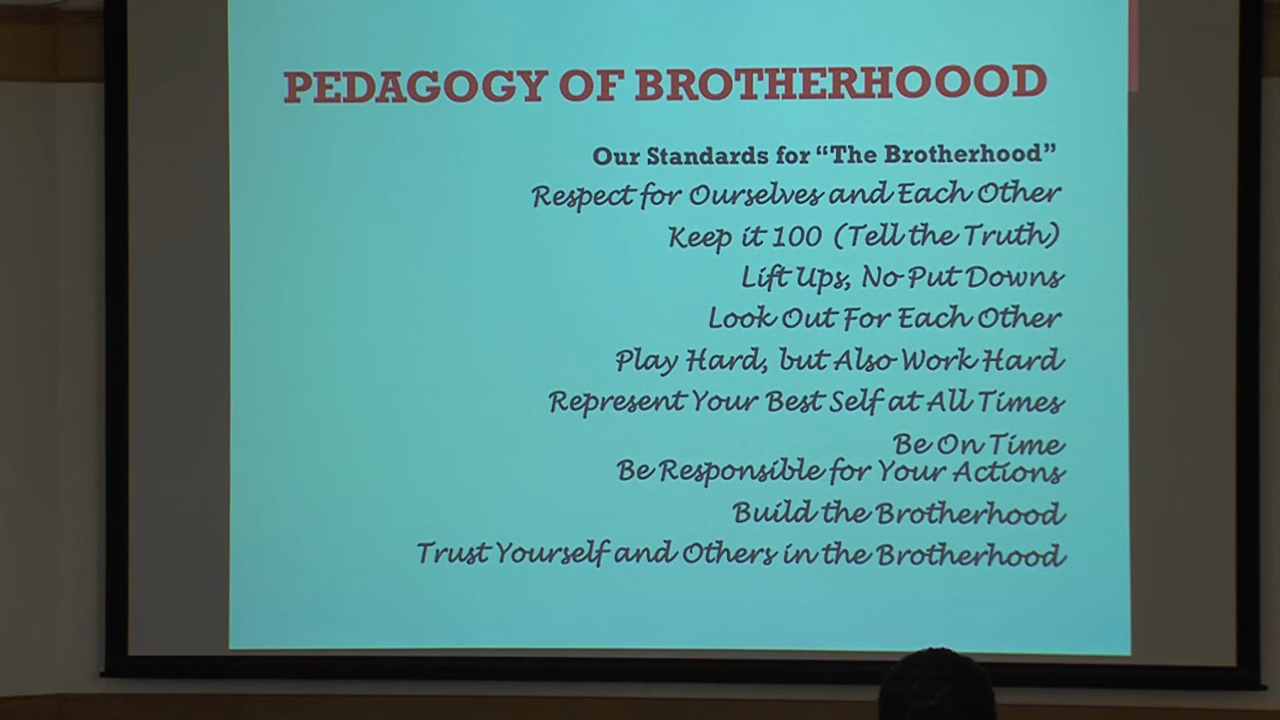 PEDAGOGY OF BROTHERHOOOD
Our Standards for “The Brotherhood”
Respect for Ourselves and Each Other
Keep it 100 (Tell the Truth)
Lift Ups, No Put Downs
Look Out For Each Other
Play Hard, but Also Work Hard
Represent Your Best Self at All Times
Be On Time
Be Responsible for Your Actions
Build the Brotherhood
Trust Yourself and Others in the Brotherhood